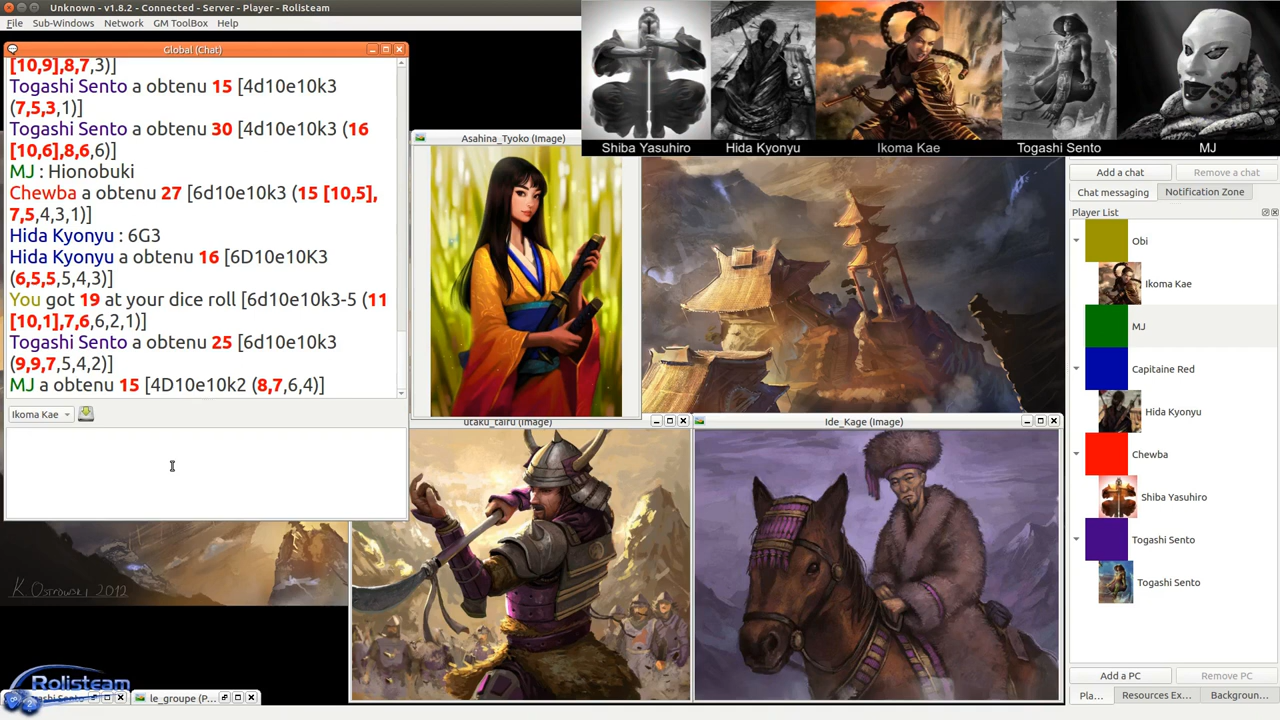 Unknown - v1.8.2 - Connected - Server - Player - Rolisteam
File Sub-Windows Network GM ToolBox Help
Global (Chat)
[10,9],8,7,3)]
Togashi Sento a obtenu 15 [4d10e10k3
(7,5,3,1)]
Togashi Sento a obtenu 30 [4d10e10k3 (16
[10,6],8,6,6)]
MJ : Hionobuki
Chewba a obtenu 27 [6d10e10k3 (15 [10,5],
7,5,4,3,1)]
Hida Kyonyu : 6G3
Hida Kyonyu a obtenu 16 [6D10e10K3
(6,5,5,5,4,3)]
You got 19 at your dice roll [6d10e10k3-5 (11
[10,1],7,6,6,2,1)]
Togashi Sento a obtenu 25 [6d10e10k3
(9,9,7,5,4,2)]
MJ a obtenu 15 [4D10e10k2 (8,7,6,4)]
Ikoma Kae
Asahina_Tyoko (Image)
Shiba Yasuhiro
Hida Kyonyu
Ikoma Kae
Togashi Sento
MJ
utaku_tairu (Image)
Ide_Kage (Image)
K Ostrowski 2012
Rolisteam
le_groupe (P...
Add a chat
Remove a chat
Chat messaging
Notification Zone
Player List
Obi
Ikoma Kae
MJ
Capitaine Red
Hida Kyonyu
Chewba
Shiba Yasuhiro
Togashi Sento
Togashi Sento
Add a PC
Remove PC
Pla...
Resources Ex...
Backgroun...